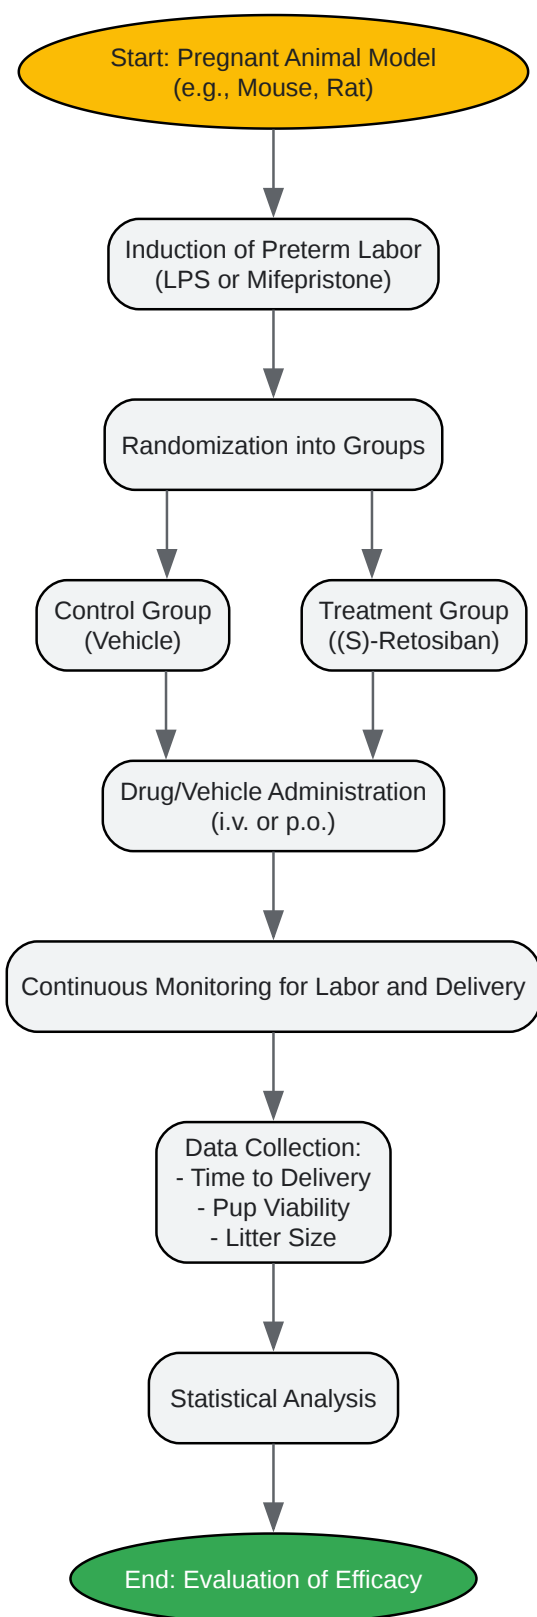 Start: Pregnant Animal Model
(e.g., Mouse, Rat)
Induction of Preterm Labor
(LPS or Mifepristone)
Randomization into Groups
Control Group
(Vehicle)
Treatment Group
((S)-Retosiban)
Drug/Vehicle Administration
(i.v. or p.o.)
Continuous Monitoring for Labor and Delivery
Data Collection:
- Time to Delivery
- Pup Viability
- Litter Size
Statistical Analysis
End: Evaluation of Efficacy